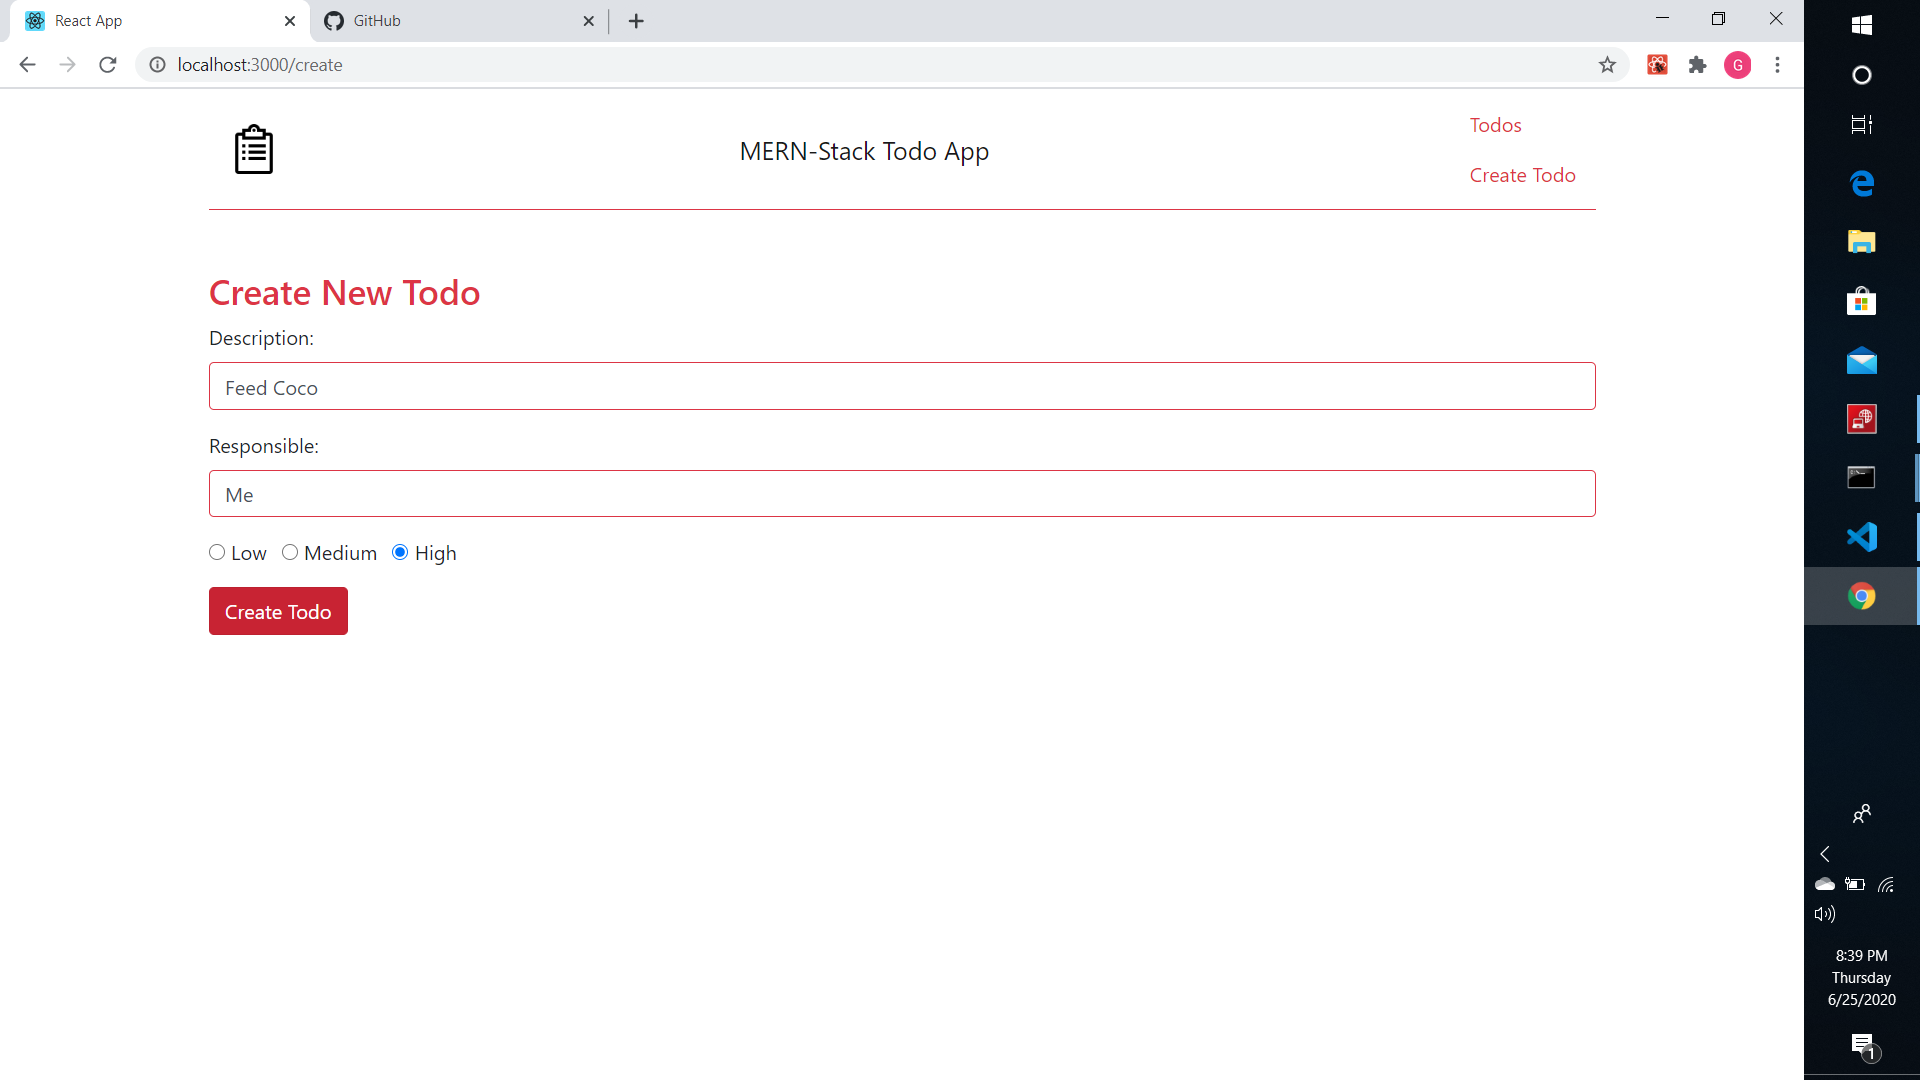 React App
GitHub
localhost:3000/create
G
MERN-Stack Todo App
Todos
Create Todo
Create New Todo
Description:
Feed Coco
Responsible:
Me
Low Medium High
Create Todo
8:39 PM
Thursday
6/25/2020
1